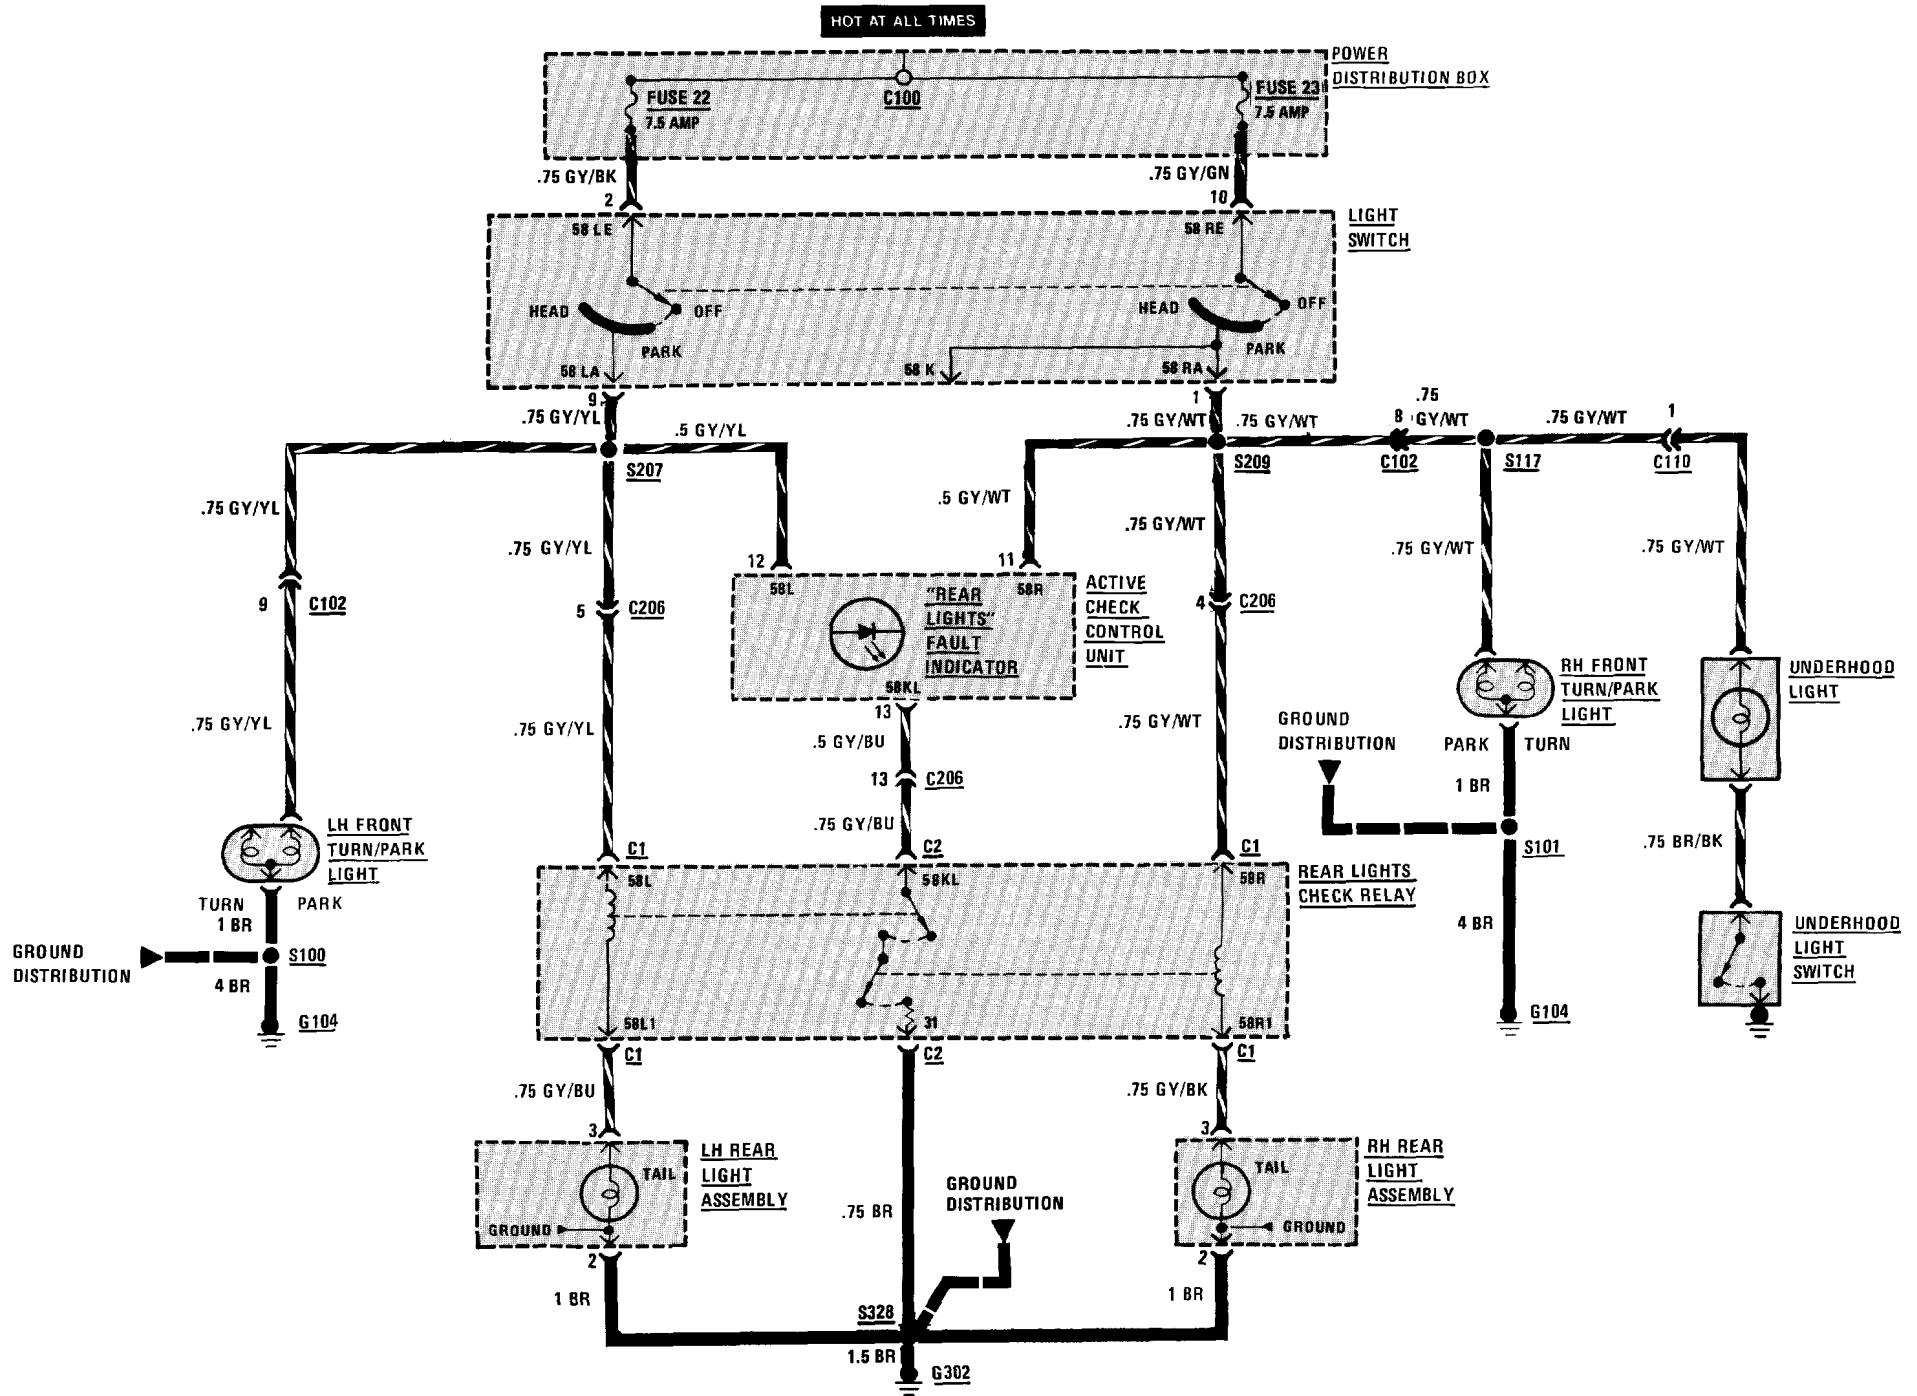 HOT AT ALL TIMES
POWER
DISTRIBUTION BOX
FUSE 22
7.5 AMP
C100
FUSE 23
7.5 AMP
.75 GY/BK
2
.75 GY/GN
10
LIGHT
SWITCH
58 LE
58 RE
HEAD
OFF
PARK
HEAD
OFF
PARK
58 LA
58 K
58 RA
9
.75 GY/YL
.5 GY/YL
1
.75 GY/WT
.75 GY/WT
8
.75
GY/WT
.75 GY/WT
1
S207
S209
C102
S117
C110
.75 GY/YL
.75 GY/YL
.5 GY/WT
.75 GY/WT
.75 GY/WT
.75 GY/WT
12
11
9
C102
5
C206
58L
58R
"REAR
LIGHTS"
FAULT
INDICATOR
ACTIVE
CHECK
CONTROL
UNIT
4
C206
58KL
13
.75 GY/YL
.75 GY/YL
.5 GY/BU
13
C206
.75 GY/BU
.75 GY/WT
RH FRONT
TURN/PARK
LIGHT
PARK
TURN
UNDERHOOD
LIGHT
GROUND
DISTRIBUTION
1 BR
S101
.75 BR/BK
LH FRONT
TURN/PARK
LIGHT
TURN
PARK
1 BR
C1
C2
C1
58L
58KL
58R
REAR LIGHTS
CHECK RELAY
4 BR
UNDERHOOD
LIGHT
SWITCH
GROUND
DISTRIBUTION
S100
4 BR
G104
G104
58L1
31
58R1
C1
C2
C1
.75 GY/BU
.75 GY/BK
3
3
LH REAR
LIGHT
ASSEMBLY
TAIL
GROUND
RH REAR
LIGHT
ASSEMBLY
TAIL
GROUND
.75 BR
GROUND
DISTRIBUTION
2
2
1 BR
1 BR
S328
1.5 BR
G302